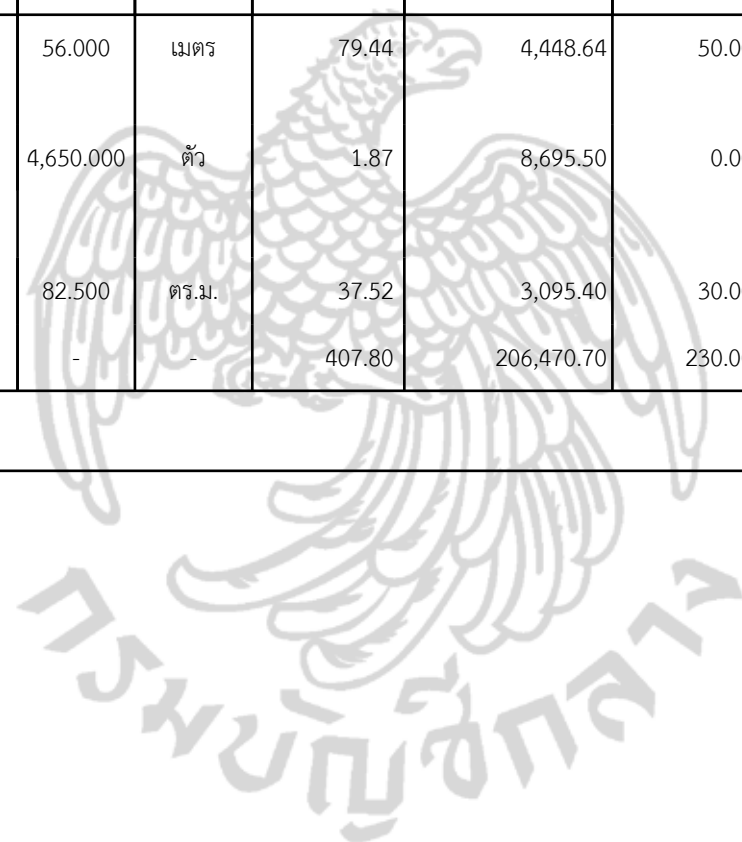 56.000 เมตร 79.44 4,448.64 50.0
4,650.000 ตัว 1.87 8,695.50 0.0
82.500 ตร.ม. 37.52 3,095.40 30.0
- - 407.80 206,470.70 230.0
กรมบัญชีกลาง